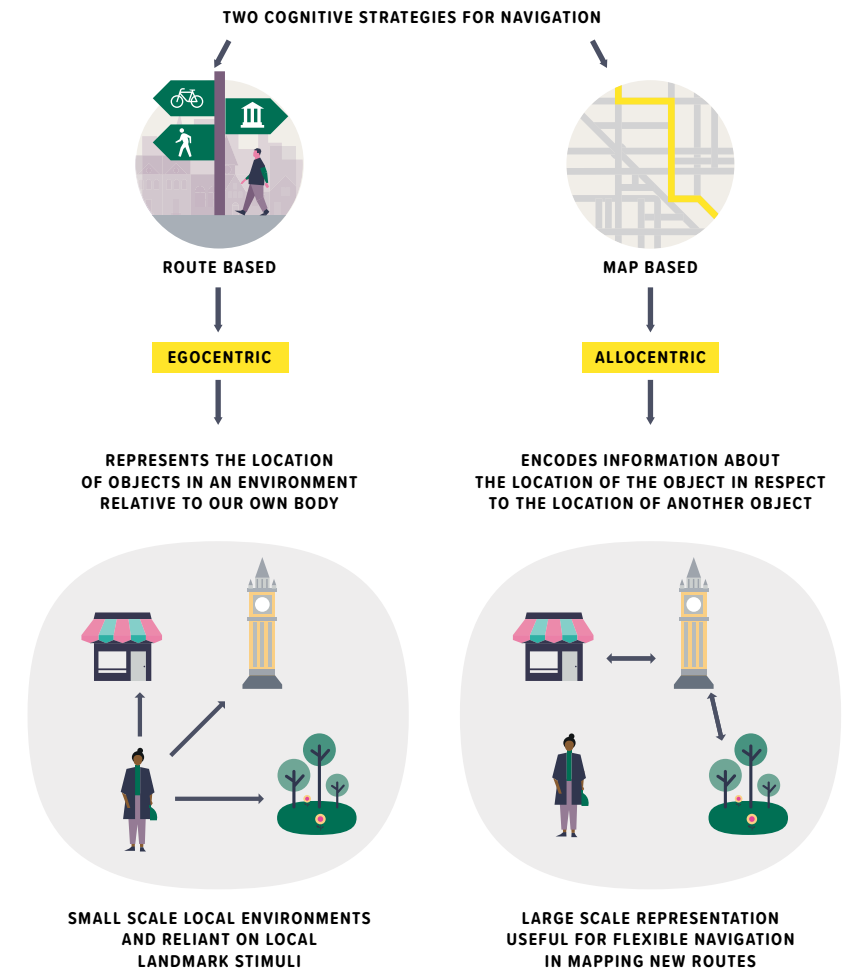 TWO COGNITIVE STRATEGIES FOR NAVIGATION
ROUTE BASED
MAP BASED
EGOCENTRIC
ALLOCENTRIC
REPRESENTS THE LOCATION
OF OBJECTS IN AN ENVIRONMENT
RELATIVE TO OUR OWN BODY
ENCODES INFORMATION ABOUT
THE LOCATION OF THE OBJECT IN RESPECT
TO THE LOCATION OF ANOTHER OBJECT
SMALL SCALE LOCAL ENVIRONMENTS
AND RELIANT ON LOCAL
LANDMARK STIMULI
LARGE SCALE REPRESENTATION
USEFUL FOR FLEXIBLE NAVIGATION
IN MAPPING NEW ROUTES